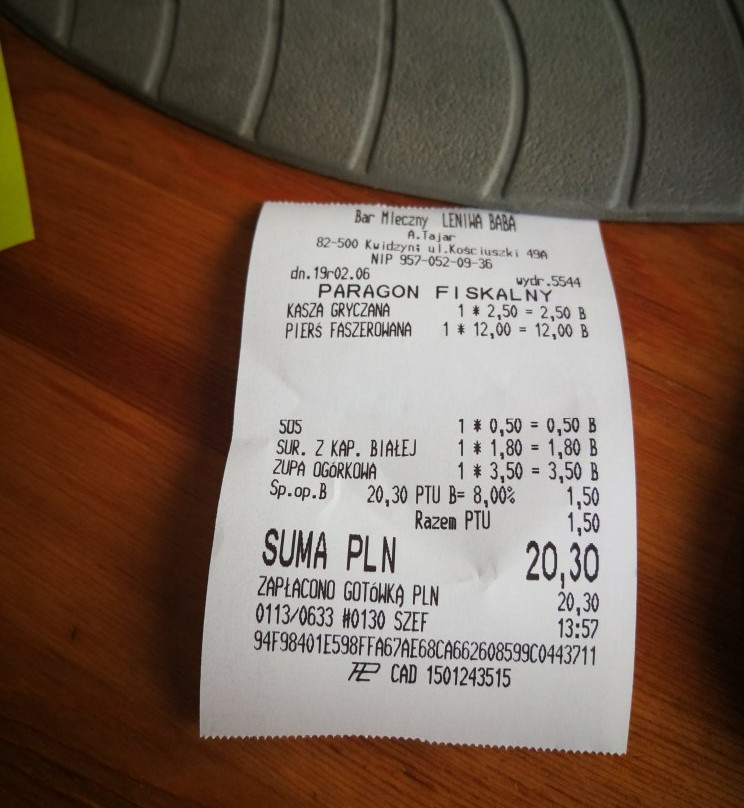 Bar Mleczny LENIWA BABA
A.Tajar
82-500 Kwidzyn; ul.Kościuszki 49A
NIP 957-052-09-36
dn.19r02.06 wydr.5544
PARAGON FISKALNY
KASZA GRYCZANA 1 * 2,50 = 2,50 B
PIERŚ FASZEROWANA 1 * 12,00 = 12,00 B
SOS 1 * 0,50 = 0,50 B
SUR. Z KAP. BIAŁEJ 1 * 1,80 = 1,80 B
ZUPA OGÓRKOWA 1 * 3,50 = 3,50 B
Sp.op.B 20,30 PTU B= 8,00% 1,50
Razem PTU 1,50
SUMA PLN 20,30
ZAPŁACONO GOTÓWKĄ PLN 20,30
0113/0633 #0130 SZEF 13:57
94F98401E598FFA67AE68CA662608599C0443711
CAD 1501243515